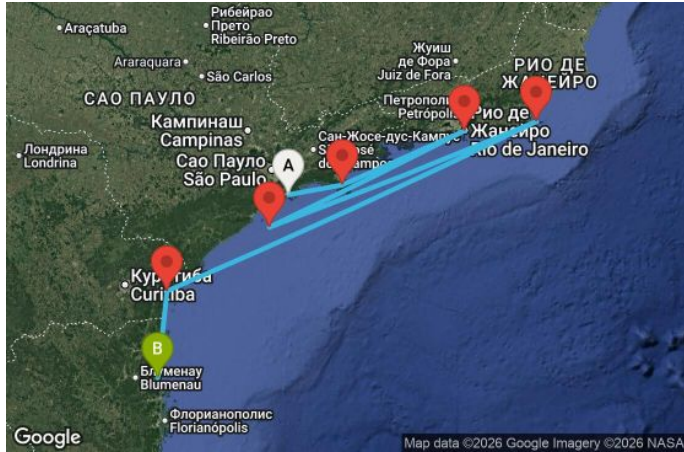 Рибейрао
Прето
Ribeirão Preto
Araçatuba
Жуиш
де Фора
Juiz de Fora
РИО ДЕ
ЖАНЕЙРО
Araraquara
São Carlos
САО ПАУЛО
Кампинаш
Campinas
Петрополис
Petrópolis
Рио де
Жанейро
Rio de Janeiro
Сан-Жосе-дус-Кампус
São José
dos Campos
Лондрина
Londrina
Сао Пауло
São Paulo
A
Куритиба
Curitiba
B
Блуменау
Blumenau
Флорианополис
Florianópolis
Google
Map data ©2026 Google Imagery ©2026 NASA